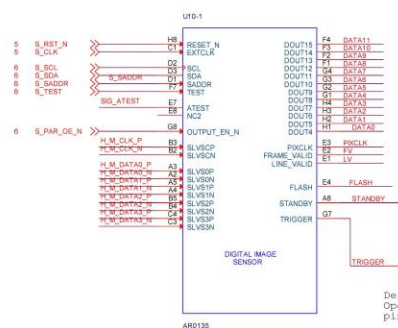 U10-1
5 S_RST_N H8 RESET_N DOUT15 F4 DATA11
5 S_CLK C1 EXTCLK DOUT14 F3 DATA10
DOUT13 F2 DATA9
6 S_SCL D2 SCL DOUT12 F1 DATA8
6 S_SDA D3 SDA DOUT11 G4 DATA7
6 S_SADDR S_SADDR D1 SADDR DOUT10 G3 DATA6
6 S_TEST F7 TEST DOUT9 G2 DATA5
DOUT8 G1 DATA4
SIG_ATEST E7 ATEST DOUT7 H4 DATA3
E8 NC2 DOUT6 H3 DATA2
DOUT5 H2 DATA1
6 S_PAR_OE_N G8 OUTPUT_EN_N DOUT4 H1 DATA0
H_M_CLK_P B3 SLVSCP PIXCLK E3 PIXCLK
H_M_CLK_N B2 SLVSCN FRAME_VALID E2 FV
LINE_VALID E1 LV
H_M_DATA0_P A3 SLVS0P
H_M_DATA0_N A2 SLVS0N
H_M_DATA1_P A5 SLVS1P FLASH E4 FLASH
H_M_DATA1_N A4 SLVS1N
H_M_DATA2_P B5 SLVS2P STANDBY A8 STANDBY
H_M_DATA2_N B4 SLVS2N
H_M_DATA3_P C4 SLVS3P TRIGGER G7
H_M_DATA3_N C3 SLVS3N
DIGITAL IMAGE
SENSOR
TRIGGER
De
Ope
pin
AR0135